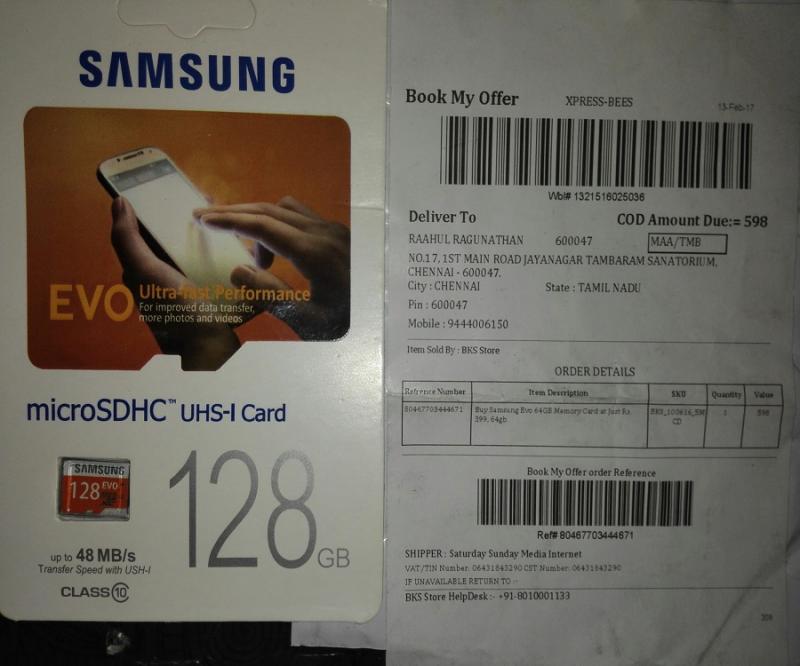 SAMSUNG
EVO Ultra-fast Performance
For improved data transfer,
more photos and videos
microSDHC™ UHS-I Card
SAMSUNG
128 EVO
128GB
up to 48 MB/s
Transfer Speed with USH-I
CLASS 10
Book My Offer XPRESS-BEES 13-Feb-17
Wbl# 1321516025036
Deliver To COD Amount Due:= 598
RAAHUL RAGUNATHAN 600047 MAA/TMB
NO.17, 1ST MAIN ROAD JAYANAGAR TAMBARAM SANATORIUM,
CHENNAI - 600047.
City : CHENNAI State : TAMIL NADU
Pin : 600047
Mobile : 9444006150
Item Sold By : BKS Store
ORDER DETAILS
Refrence Number Item Description SKU Quantity Value
80467703444671 Buy Samsung Evo 64GB Memory Card at Just Rs. BKS_100616_SM 1 598
399, 64gb CD
Book My Offer order Reference
Ref# 80467703444671
SHIPPER : Saturday Sunday Media Internet
VAT/TIN Number: 06431843290 CST Number: 06431843290
IF UNAVAILABLE RETURN TO :-
BKS Store HelpDesk :- +91-8010001133